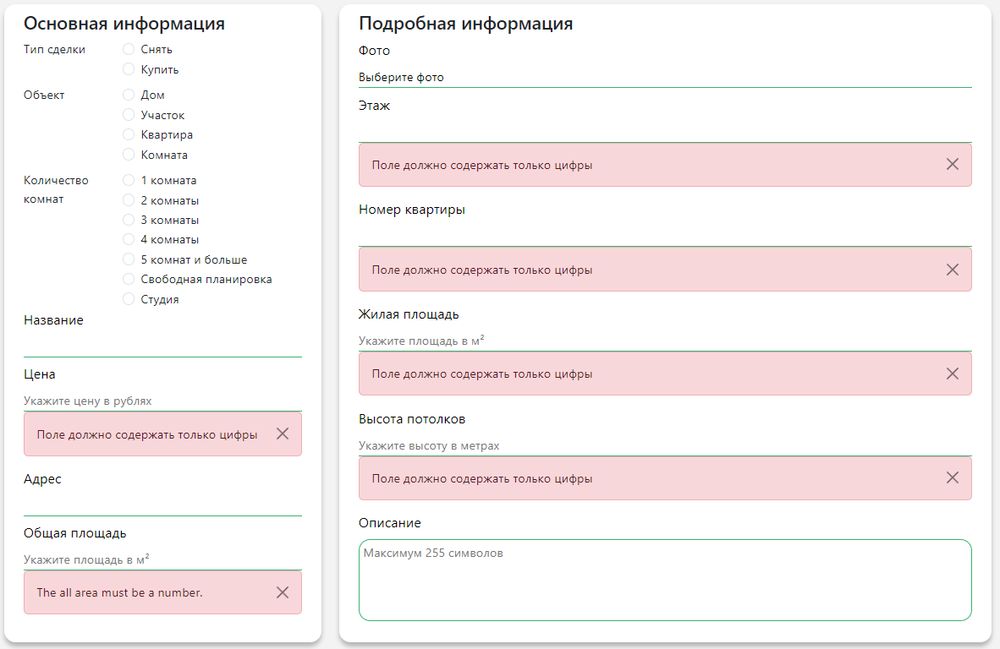 Основная информация
Тип сделки
Снять
Купить
Объект
Дом
Участок
Квартира
Комната
Количество
комнат
1 комната
2 комнаты
3 комнаты
4 комнаты
5 комнат и больше
Свободная планировка
Студия
Название
Цена
Укажите цену в рублях
Поле должно содержать только цифры
Адрес
Общая площадь
Укажите площадь в м²
The all area must be a number.
Подробная информация
Фото
Выберите фото
Этаж
Поле должно содержать только цифры
Номер квартиры
Поле должно содержать только цифры
Жилая площадь
Укажите площадь в м²
Поле должно содержать только цифры
Высота потолков
Укажите высоту в метрах
Поле должно содержать только цифры
Описание
Максимум 255 символов